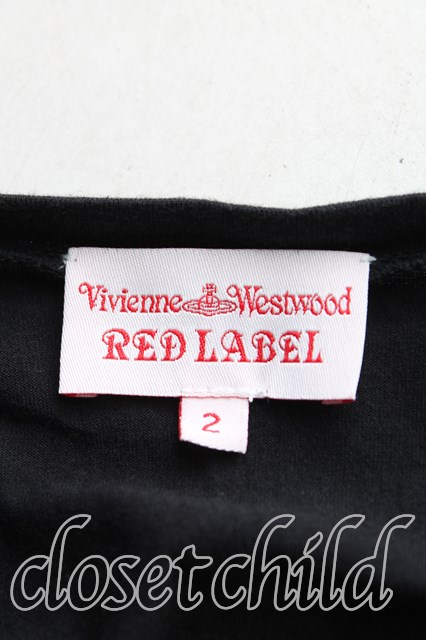 Vivienne Westwood
RED LABEL
2
closetchild